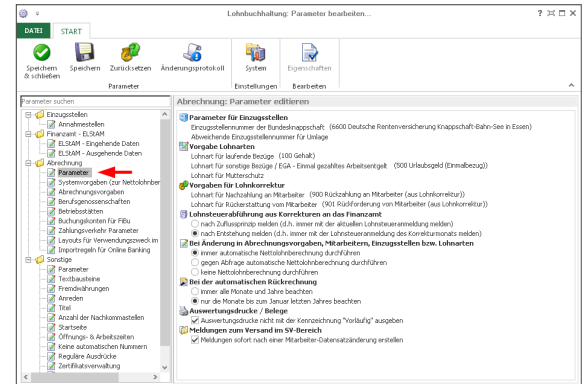 Lohnbuchhaltung: Parameter bearbeiten...
DATEI START
Speichern & schließen
Speichern
Zurücksetzen
Änderungsprotokoll
System
Eigenschaften
Parameter
Einstellungen
Bearbeiten
Parameter suchen
Einzugsstellen
Annahmestellen
Finanzamt - ELStAM
ELStAM - Eingehende Daten
ELStAM - Ausgehende Daten
Abrechnung
Parameter
Systemvorgaben (zur Nettolohnber
Abrechnungsvorgaben
Berufsgenossenschaften
Betriebsstätten
Buchungskonten für FiBu
Zahlungsverkehr Parameter
Layouts für Verwendungszweck im
Importregeln für Online Banking
Sonstige
Parameter
Textbausteine
Fremdwährungen
Anreden
Titel
Anzahl der Nachkommastellen
Startseite
Öffnungs- & Arbeitszeiten
Keine automatischen Nummern
Reguläre Ausdrücke
Zertifikatsverwaltung
Abrechnung: Parameter editieren
Parameter für Einzugsstellen
Einzugsstellennummer der Bundesknappschaft (6600 Deutsche Rentenversicherung Knappschaft-Bahn-See in Essen)
Abweichende Einzugsstellennummer für Umlage
Vorgabe Lohnarten
Lohnart für laufende Bezüge (100 Gehalt)
Lohnart für sonstige Bezüge / EGA - Einmal gezahltes Arbeitsentgelt (500 Urlaubsgeld (Einmalbezug))
Lohnart für Mutterschutz
Vorgaben für Lohnkorrektur
Lohnart für Nachzahlung an Mitarbeiter (900 Rückzahlung an Mitarbeiter (aus Lohnkorrektur))
Lohnart für Rückerstattung vom Mitarbeiter (901 Rückforderung von Mitarbeiter (aus Lohnkorrektur))
Lohnsteuerabführung aus Korrekturen an das Finanzamt
nach Zuflussprinzip melden (d.h. immer mit der aktuellen Lohnsteueranmeldung melden)
nach Entstehung melden (d.h. immer mit der Lohnsteueranmeldung des Korrekturmonats melden)
Bei Änderung in Abrechnungsvorgaben, Mitarbeitern, Einzugsstellen bzw. Lohnarten
immer automatische Nettolohnberechnung durchführen
gegen Abfrage automatische Nettolohnberechnung durchführen
keine Nettolohnberechnung durchführen
Bei der automatischen Rückrechnung
immer alle Monate und Jahre beachten
nur die Monate bis zum Januar letzten Jahres beachten
Auswertungsdrucke / Belege
Auswertungsdrucke nicht mit der Kennzeichnung "Vorläufig" ausgeben
Meldungen zum Versand im SV-Bereich
Meldungen sofort nach einer Mitarbeiter-Datensatzänderung erstellen